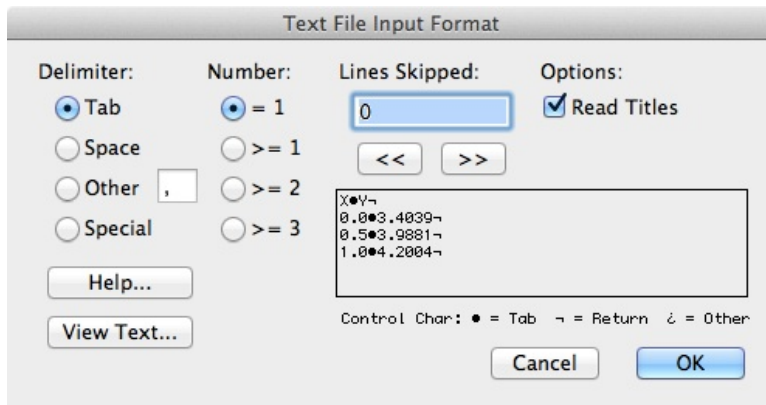 Text File Input Format
Delimiter: Number: Lines Skipped: Options:
Tab = 1 0 Read Titles
Space >= 1 << >>
Other , >= 2
Special >= 3
X●Y¬
0.0●3.4039¬
0.5●3.9881¬
1.0●4.2004¬
Help...
Control Char: ● = Tab ¬ = Return ¿ = Other
View Text...
Cancel OK